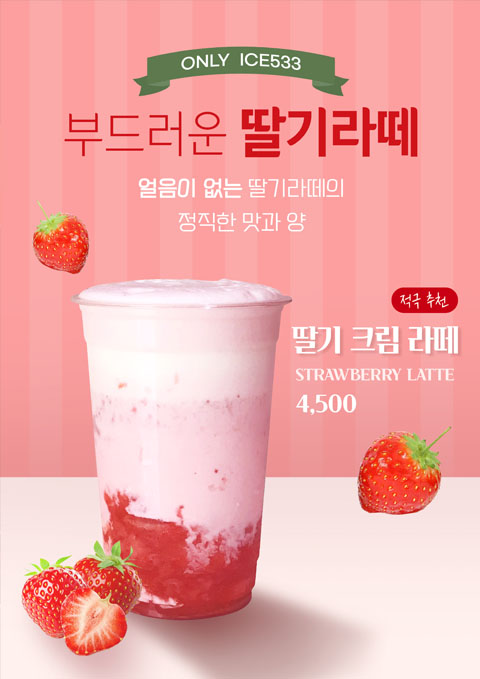 ONLY ICE533
부드러운 딸기라떼
얼음이 없는 딸기라떼의
정직한 맛과 양
적극 추천
딸기 크림 라떼
STRAWBERRY LATTE
4,500